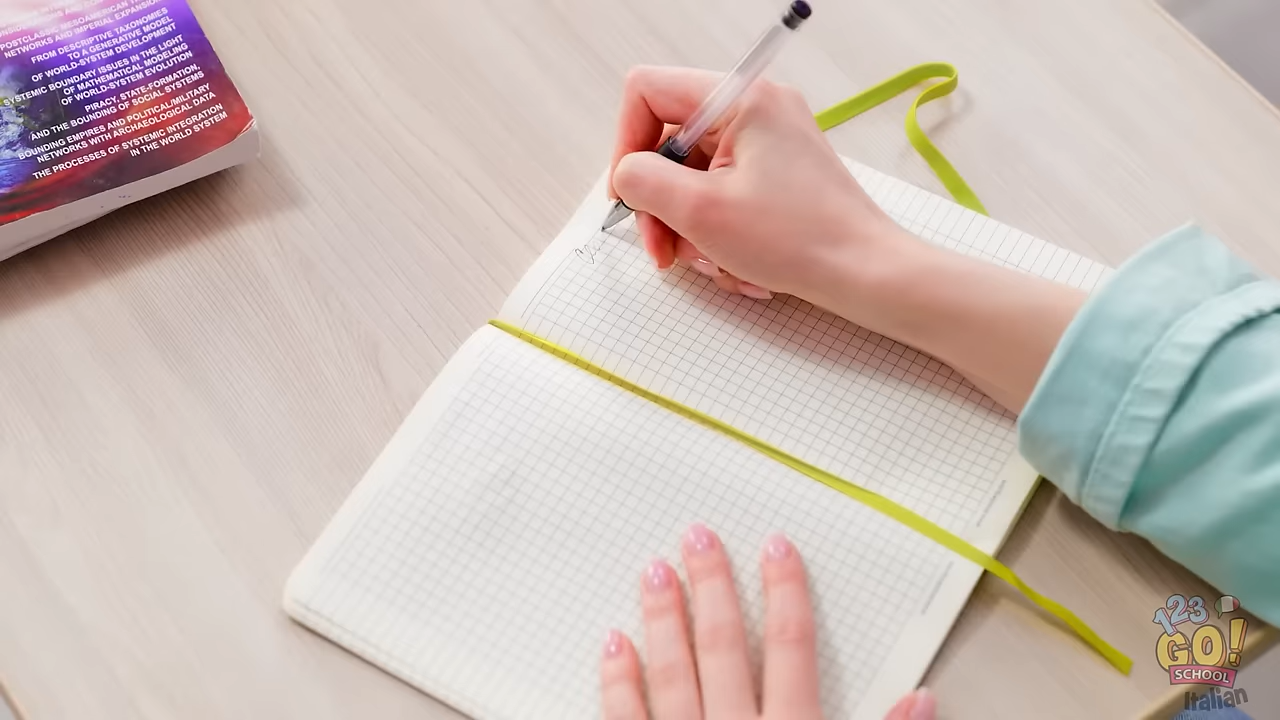 POSTCLASSIC MESOAMERICAN
NETWORKS AND IMPERIAL EXPANSION
FROM DESCRIPTIVE TAXONOMIES
TO A GENERATIVE MODEL
OF WORLD-SYSTEM DEVELOPMENT
SYSTEMIC BOUNDARY ISSUES IN THE LIGHT
OF MATHEMATICAL MODELING
OF WORLD-SYSTEM EVOLUTION
PIRACY, STATE-FORMATION,
AND THE BOUNDING OF SOCIAL SYSTEMS
BOUNDING EMPIRES AND POLITICAL/MILITARY
NETWORKS WITH ARCHAEOLOGICAL DATA
THE PROCESSES OF SYSTEMIC INTEGRATION
IN THE WORLD SYSTEM
123
GO!
SCHOOL
Italian